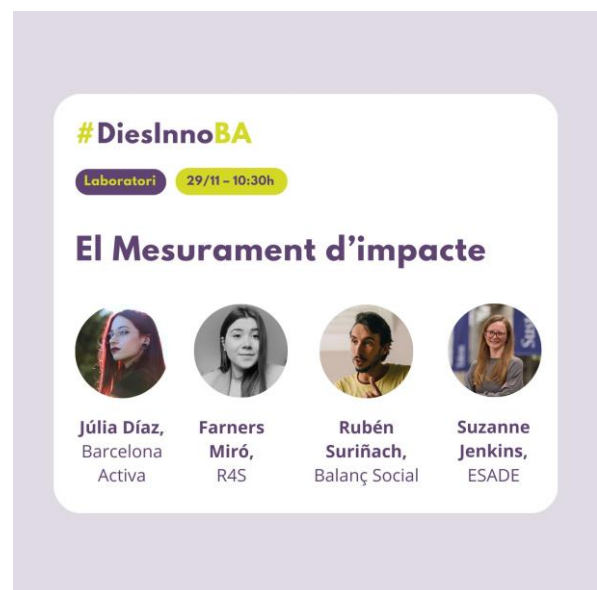 #DiesInnoBA
Laboratori 29/11 – 10:30h
El Mesurament d'impacte
Júlia Díaz,
Barcelona
Activa
Farners
Miró,
R4S
Rubén
Suriñach,
Balanç Social
Suzanne
Jenkins,
ESADE